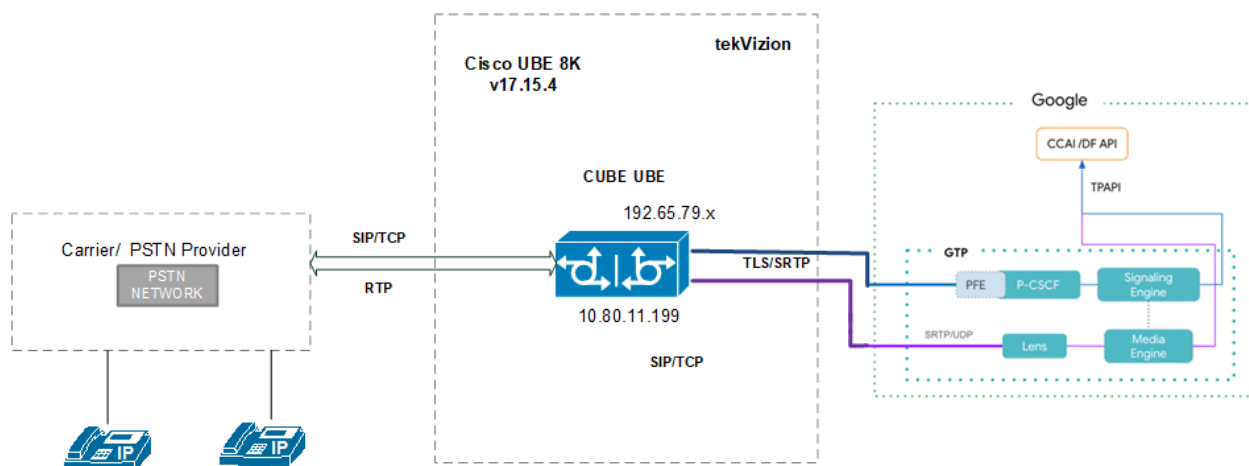 tekVizion
Cisco UBE 8K
v17.15.4
Google
CCAI /DF API
TPAPI
CUBE UBE
192.65.79.x
Carrier/ PSTN Provider
PSTN
NETWORK
SIP/TCP
RTP
TLS/SRTP
10.80.11.199
SIP/TCP
GTP
PFE
P-CSCF
Signaling
Engine
SRTP/UDP
Lens
Media
Engine
IP
IP